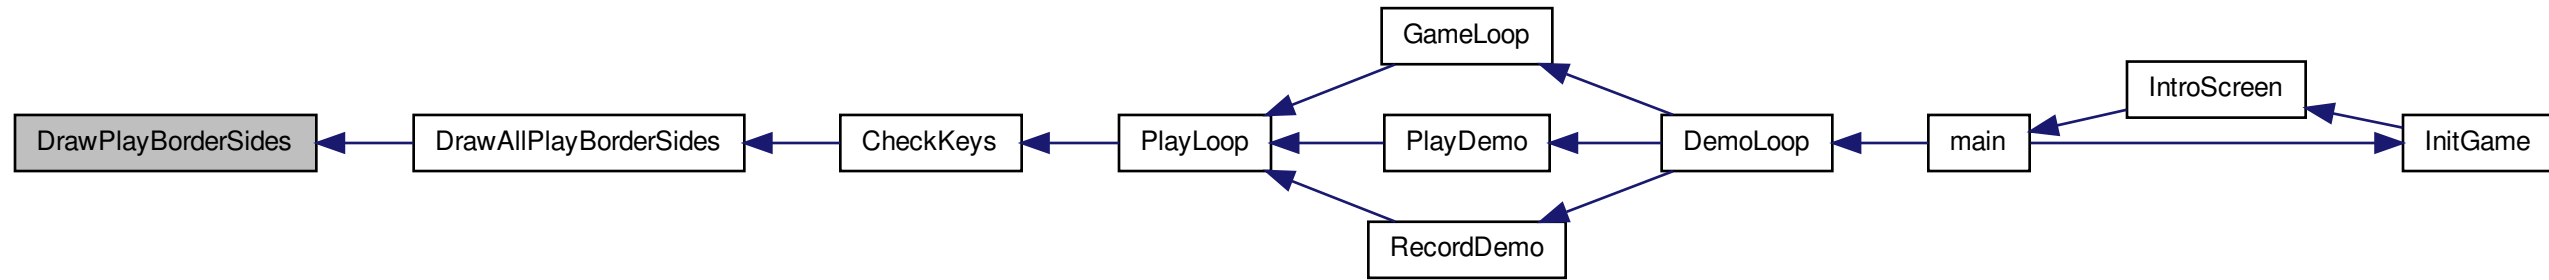 DrawPlayBorderSides
DrawAllPlayBorderSides
CheckKeys
PlayLoop
GameLoop
PlayDemo
RecordDemo
DemoLoop
main
IntroScreen
InitGame